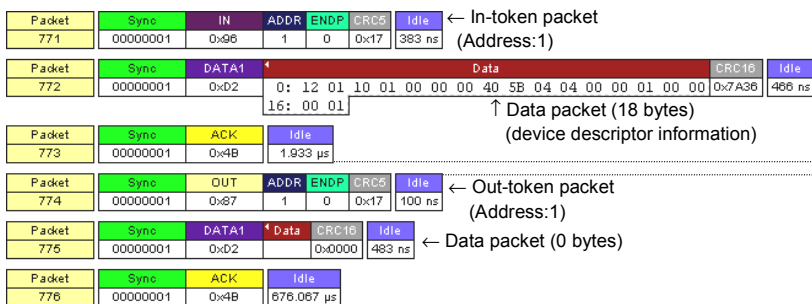 Packet Sync IN ADDR ENDP CRC5 Idle ← In-token packet
771 00000001 0x96 1 0 0x17 383 ns (Address:1)
Packet Sync DATA1 Data CRC16 Idle
772 00000001 0xD2 0: 12 01 10 01 00 00 00 40 5B 04 04 00 00 01 00 00 0x7A36 466 ns
16: 00 01 ↑ Data packet (18 bytes)
(device descriptor information)
Packet Sync ACK Idle
773 00000001 0x4B 1.933 µs
Packet Sync OUT ADDR ENDP CRC5 Idle ← Out-token packet
774 00000001 0x87 1 0 0x17 100 ns (Address:1)
Packet Sync DATA1 Data CRC16 Idle ← Data packet (0 bytes)
775 00000001 0xD2 0x0000 483 ns
Packet Sync ACK Idle
776 00000001 0x4B 676.067 µs